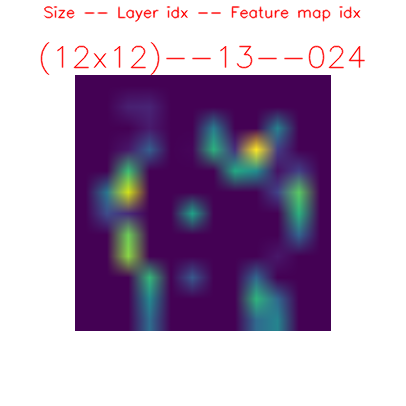 Size -- Layer idx -- Feature map idx
(12x12)--13--024